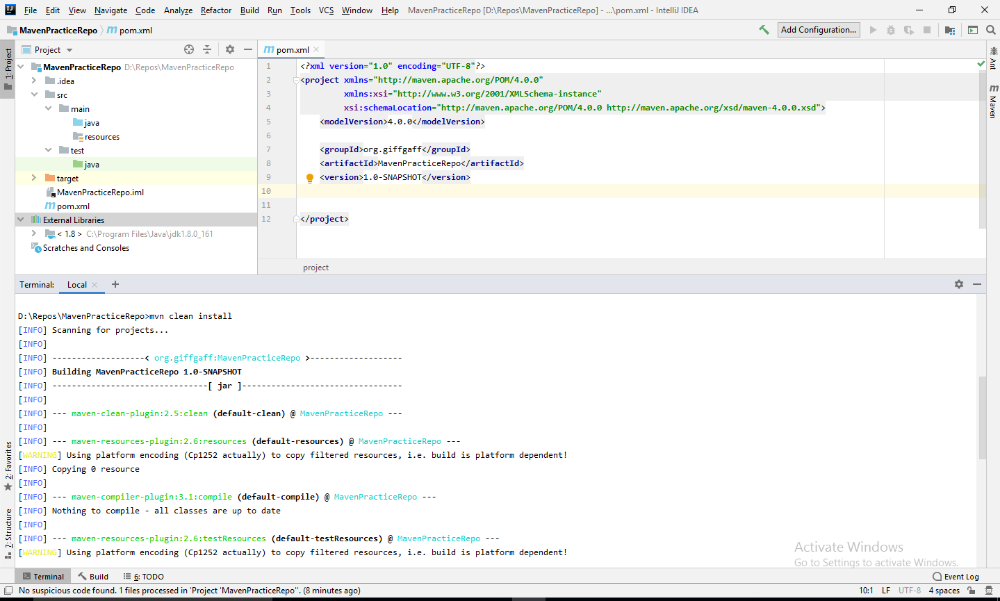 File Edit View Navigate Code Analyze Refactor Build Run Tools VCS Window Help MavenPracticeRepo [D:\Repos\MavenPracticeRepo] - ...\pom.xml - IntelliJ IDEA
MavenPracticeRepo m pom.xml Add Configuration...
1: Project
Project
MavenPracticeRepo D:\Repos\MavenPracticeRepo
.idea
src
main
java
resources
test
java
target
MavenPracticeRepo.iml
m pom.xml
External Libraries
< 1.8 > C:\Program Files\Java\jdk1.8.0_161
Scratches and Consoles
m pom.xml
1 <?xml version="1.0" encoding="UTF-8"?>
2 <project xmlns="http://maven.apache.org/POM/4.0.0"
3 xmlns:xsi="http://www.w3.org/2001/XMLSchema-instance"
4 xsi:schemaLocation="http://maven.apache.org/POM/4.0.0 http://maven.apache.org/xsd/maven-4.0.0.xsd">
5 <modelVersion>4.0.0</modelVersion>
6
7 <groupId>org.giffgaff</groupId>
8 <artifactId>MavenPracticeRepo</artifactId>
9 <version>1.0-SNAPSHOT</version>
10
11
12 </project>
project
Ant
m Maven
Terminal: Local +
D:\Repos\MavenPracticeRepo>mvn clean install
[INFO] Scanning for projects...
[INFO]
[INFO] -------------------< org.giffgaff:MavenPracticeRepo >-------------------
[INFO] Building MavenPracticeRepo 1.0-SNAPSHOT
[INFO] --------------------------------[ jar ]---------------------------------
[INFO]
[INFO] --- maven-clean-plugin:2.5:clean (default-clean) @ MavenPracticeRepo ---
[INFO]
[INFO] --- maven-resources-plugin:2.6:resources (default-resources) @ MavenPracticeRepo ---
[WARNING] Using platform encoding (Cp1252 actually) to copy filtered resources, i.e. build is platform dependent!
[INFO] Copying 0 resource
[INFO]
[INFO] --- maven-compiler-plugin:3.1:compile (default-compile) @ MavenPracticeRepo ---
[INFO] Nothing to compile - all classes are up to date
[INFO]
[INFO] --- maven-resources-plugin:2.6:testResources (default-testResources) @ MavenPracticeRepo ---
[WARNING] Using platform encoding (Cp1252 actually) to copy filtered resources, i.e. build is platform dependent!
2: Favorites
7: Structure
Activate Windows
Go to Settings to activate Windows.
Terminal Build 6: TODO Event Log
No suspicious code found. 1 files processed in 'Project 'MavenPracticeRepo''. (8 minutes ago) 10:1 LF UTF-8 4 spaces